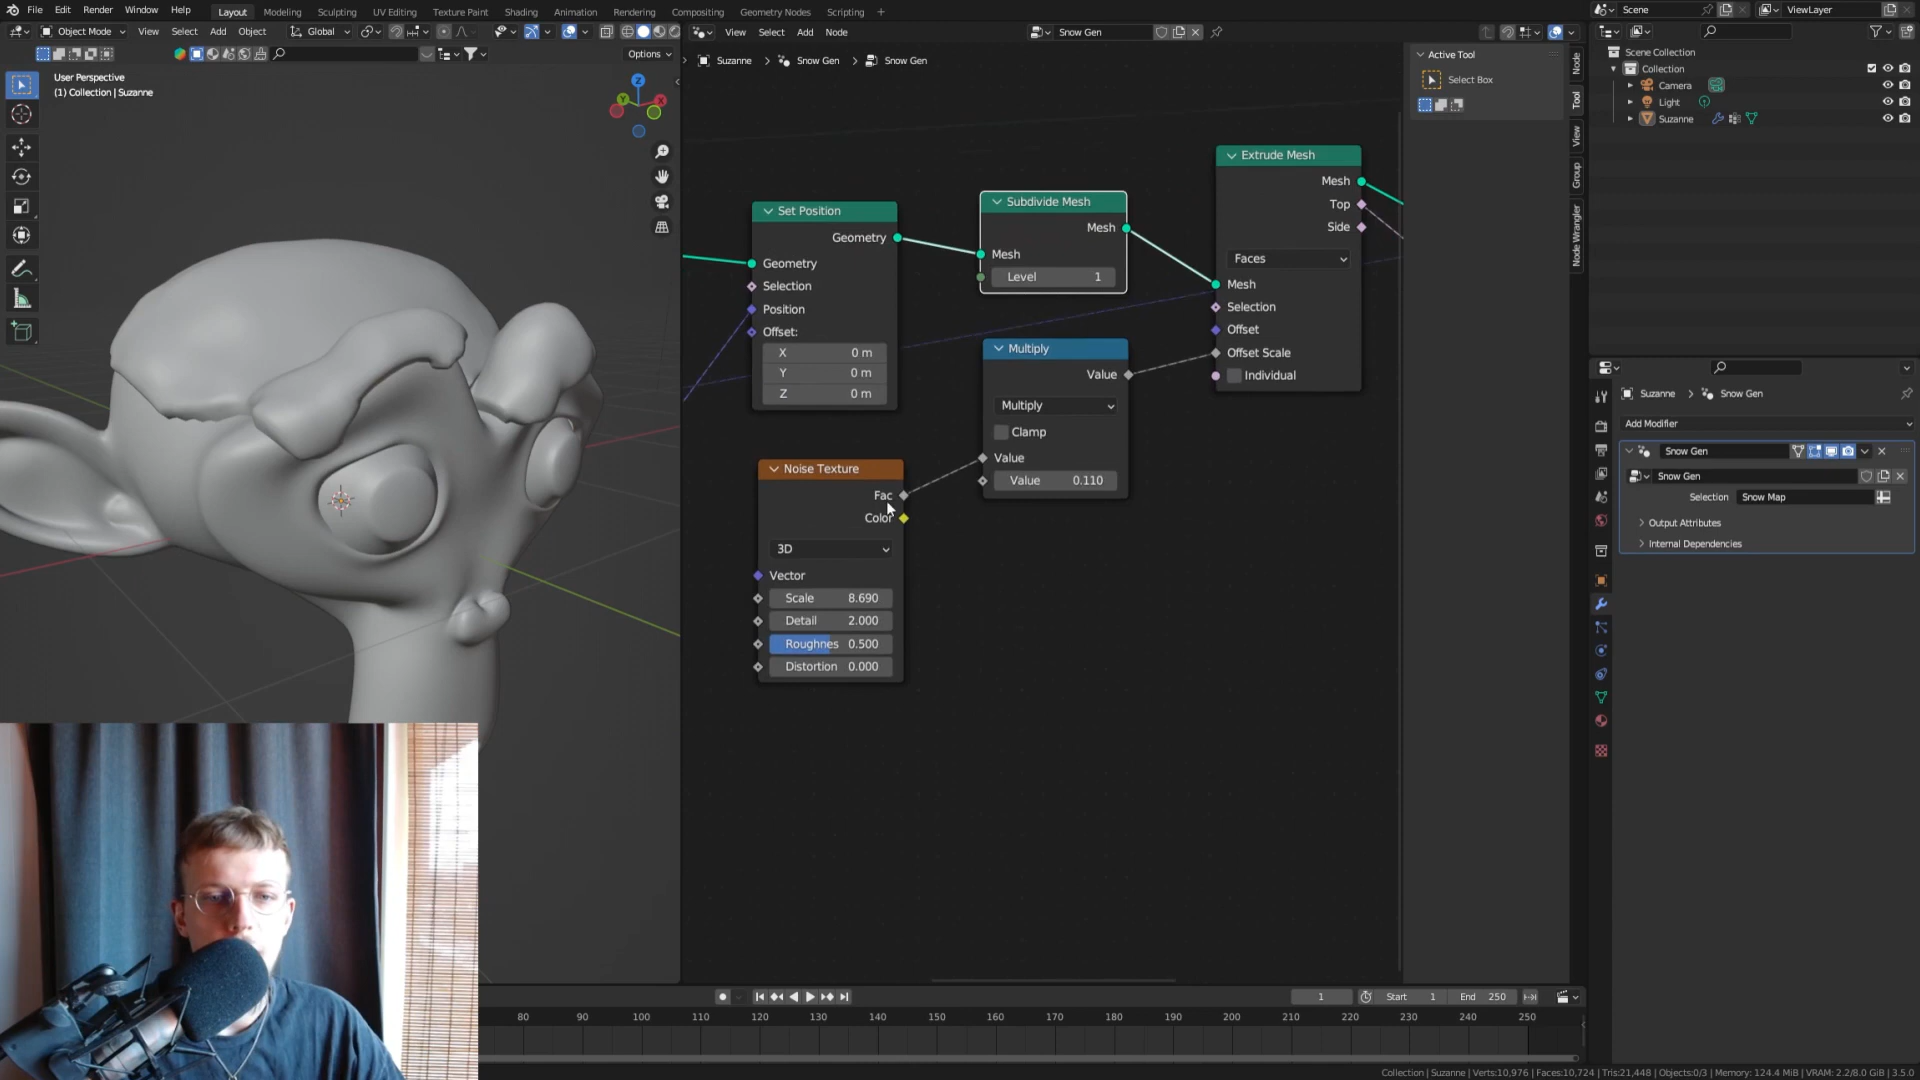 File Edit Render Window Help Layout Modeling Sculpting UV Editing Texture Paint Shading Animation Rendering Compositing Geometry Nodes Scripting + Scene ViewLayer
Object Mode View Select Add Object Global View Select Add Node Snow Gen
Options
Scene Collection
Collection
Camera
Light
Suzanne
User Perspective
(1) Collection | Suzanne
Z
Y
X
Suzanne > Snow Gen > Snow Gen
Active Tool
Select Box
Node
Tool
View
Group
Node Wrangler
Set Position
Geometry
Geometry
Selection
Position
Offset:
X 0 m
Y 0 m
Z 0 m
Subdivide Mesh
Mesh
Mesh
Level 1
Extrude Mesh
Mesh
Top
Side
Faces
Mesh
Selection
Offset
Offset Scale
Individual
Multiply
Value
Multiply
Clamp
Value
Value 0.110
Noise Texture
Fac
Color
3D
Vector
Scale 8.690
Detail 2.000
Roughnes 0.500
Distortion 0.000
Suzanne > Snow Gen
Add Modifier
Snow Gen
Snow Gen
Selection Snow Map
Output Attributes
Internal Dependencies
1 Start 1 End 250
80 90 100 110 120 130 140 150 160 170 180 190 200 210 220 230 240 250
Collection | Suzanne | Verts:10,976 | Faces:10,724 | Tris:21,448 | Objects:0/3 | Memory: 124.4 MiB | VRAM: 2.2/8.0 GiB | 3.5.0